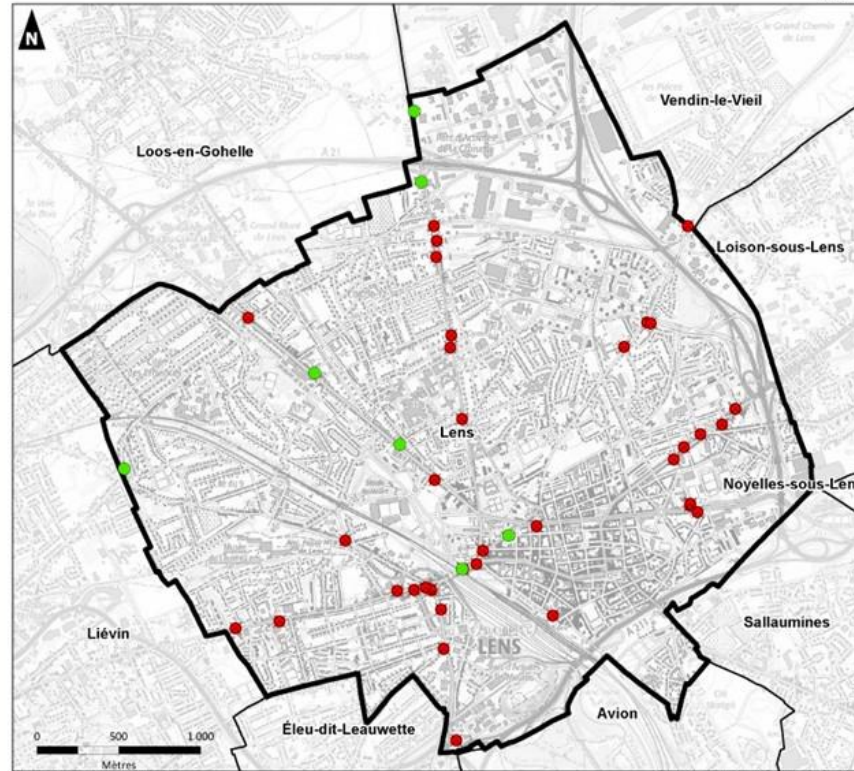 N
Vendin-le-Vieil
Loos-en-Gohelle
A 21
Loison-sous-Lens
Lens
Noyelles-sous-Len
Liévin
Sallaumines
LENS
Avion
Éleu-dit-Leauwette
0 500 1 000
Mètres